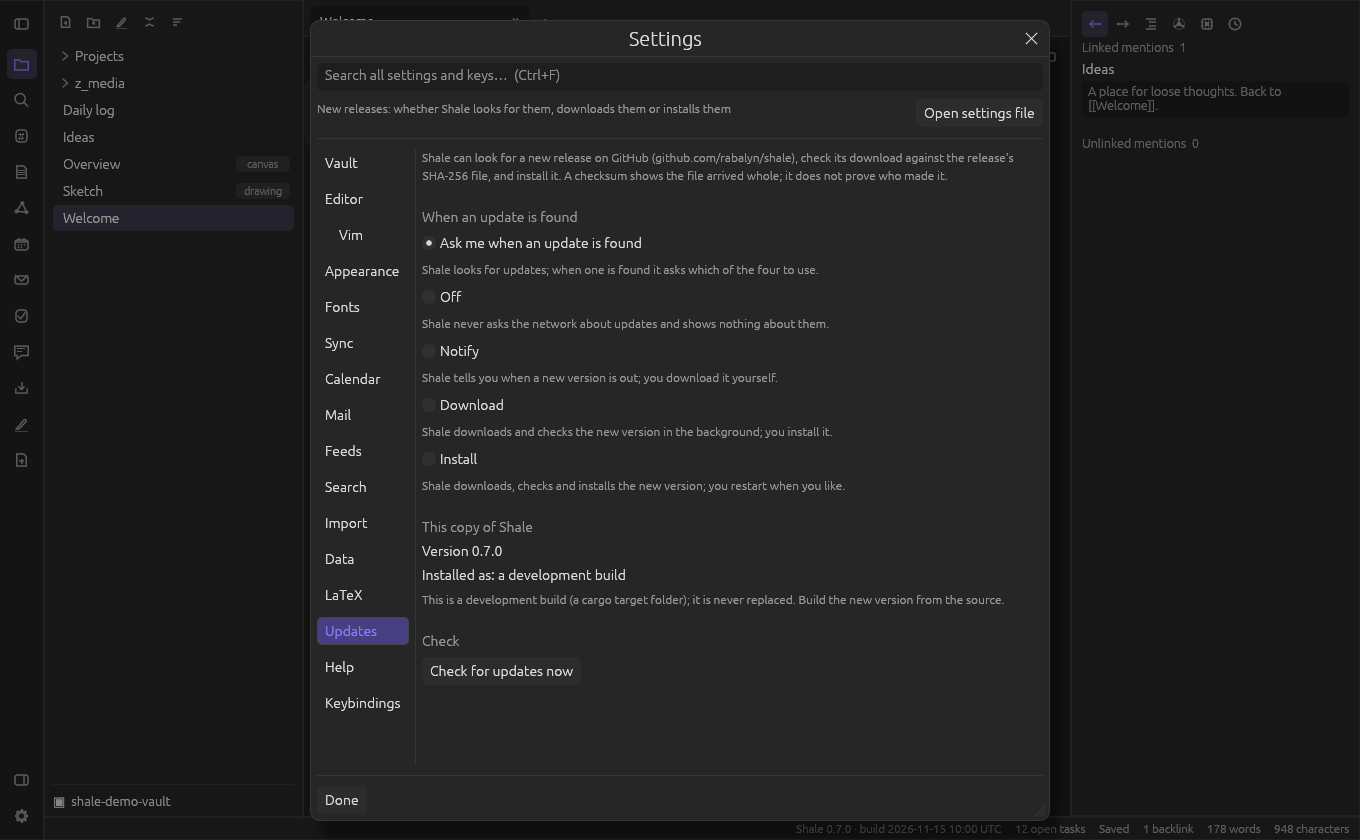 Settings
Search all settings and keys… (Ctrl+F)
New releases: whether Shale looks for them, downloads them or installs them
Open settings file
Projects
z_media
Daily log
Ideas
Overview canvas
Sketch drawing
Welcome
shale-demo-vault
Welcome
Vault
Editor
Vim
Appearance
Fonts
Sync
Calendar
Mail
Feeds
Search
Import
Data
LaTeX
Updates
Help
Keybindings
Shale can look for a new release on GitHub (github.com/rabalyn/shale), check its download against the release's
SHA-256 file, and install it. A checksum shows the file arrived whole; it does not prove who made it.
When an update is found
Ask me when an update is found
Shale looks for updates; when one is found it asks which of the four to use.
Off
Shale never asks the network about updates and shows nothing about them.
Notify
Shale tells you when a new version is out; you download it yourself.
Download
Shale downloads and checks the new version in the background; you install it.
Install
Shale downloads, checks and installs the new version; you restart when you like.
This copy of Shale
Version 0.7.0
Installed as: a development build
This is a development build (a cargo target folder); it is never replaced. Build the new version from the source.
Check
Check for updates now
Done
Linked mentions 1
Ideas
A place for loose thoughts. Back to
[[Welcome]].
Unlinked mentions 0
Shale 0.7.0 · build 2026-11-15 10:00 UTC 12 open tasks Saved 1 backlink 178 words 948 characters